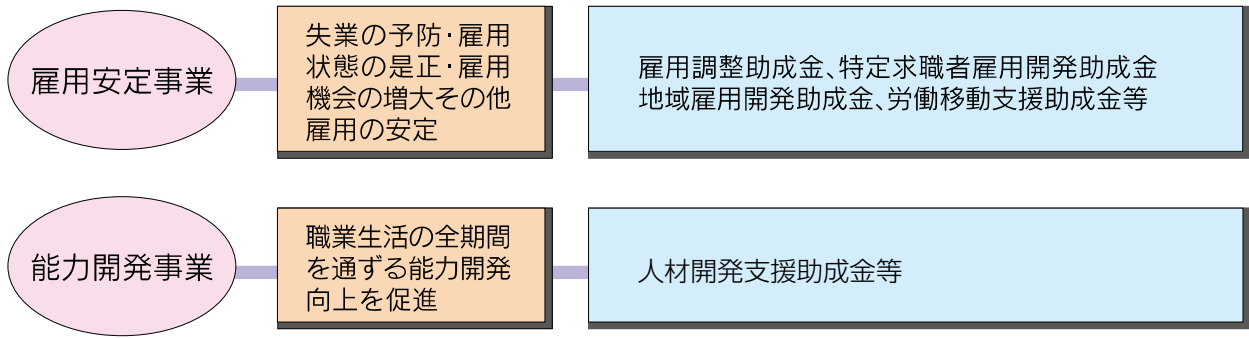 雇用安定事業
失業の予防・雇用
状態の是正・雇用
機会の増大その他
雇用の安定
雇用調整助成金、特定求職者雇用開発助成金
地域雇用開発助成金、労働移動支援助成金等
能力開発事業
職業生活の全期間
を通ずる能力開発
向上を促進
人材開発支援助成金等